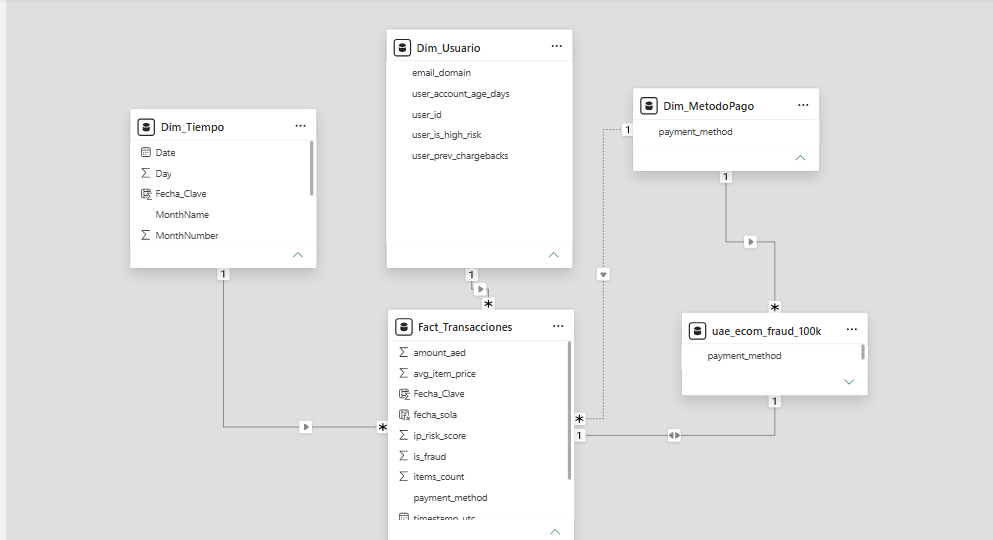 Dim_Usuario
email_domain
user_account_age_days
user_id
user_is_high_risk
user_prev_chargebacks
Dim_MetodoPago
payment_method
Dim_Tiempo
Date
Day
Fecha_Clave
MonthName
MonthNumber
1
1
1
1
*
*
Fact_Transacciones
amount_aed
avg_item_price
Fecha_Clave
fecha_sola
ip_risk_score
is_fraud
items_count
payment_method
timestamp_utc
uae_ecom_fraud_100k
payment_method
1
*
*
1